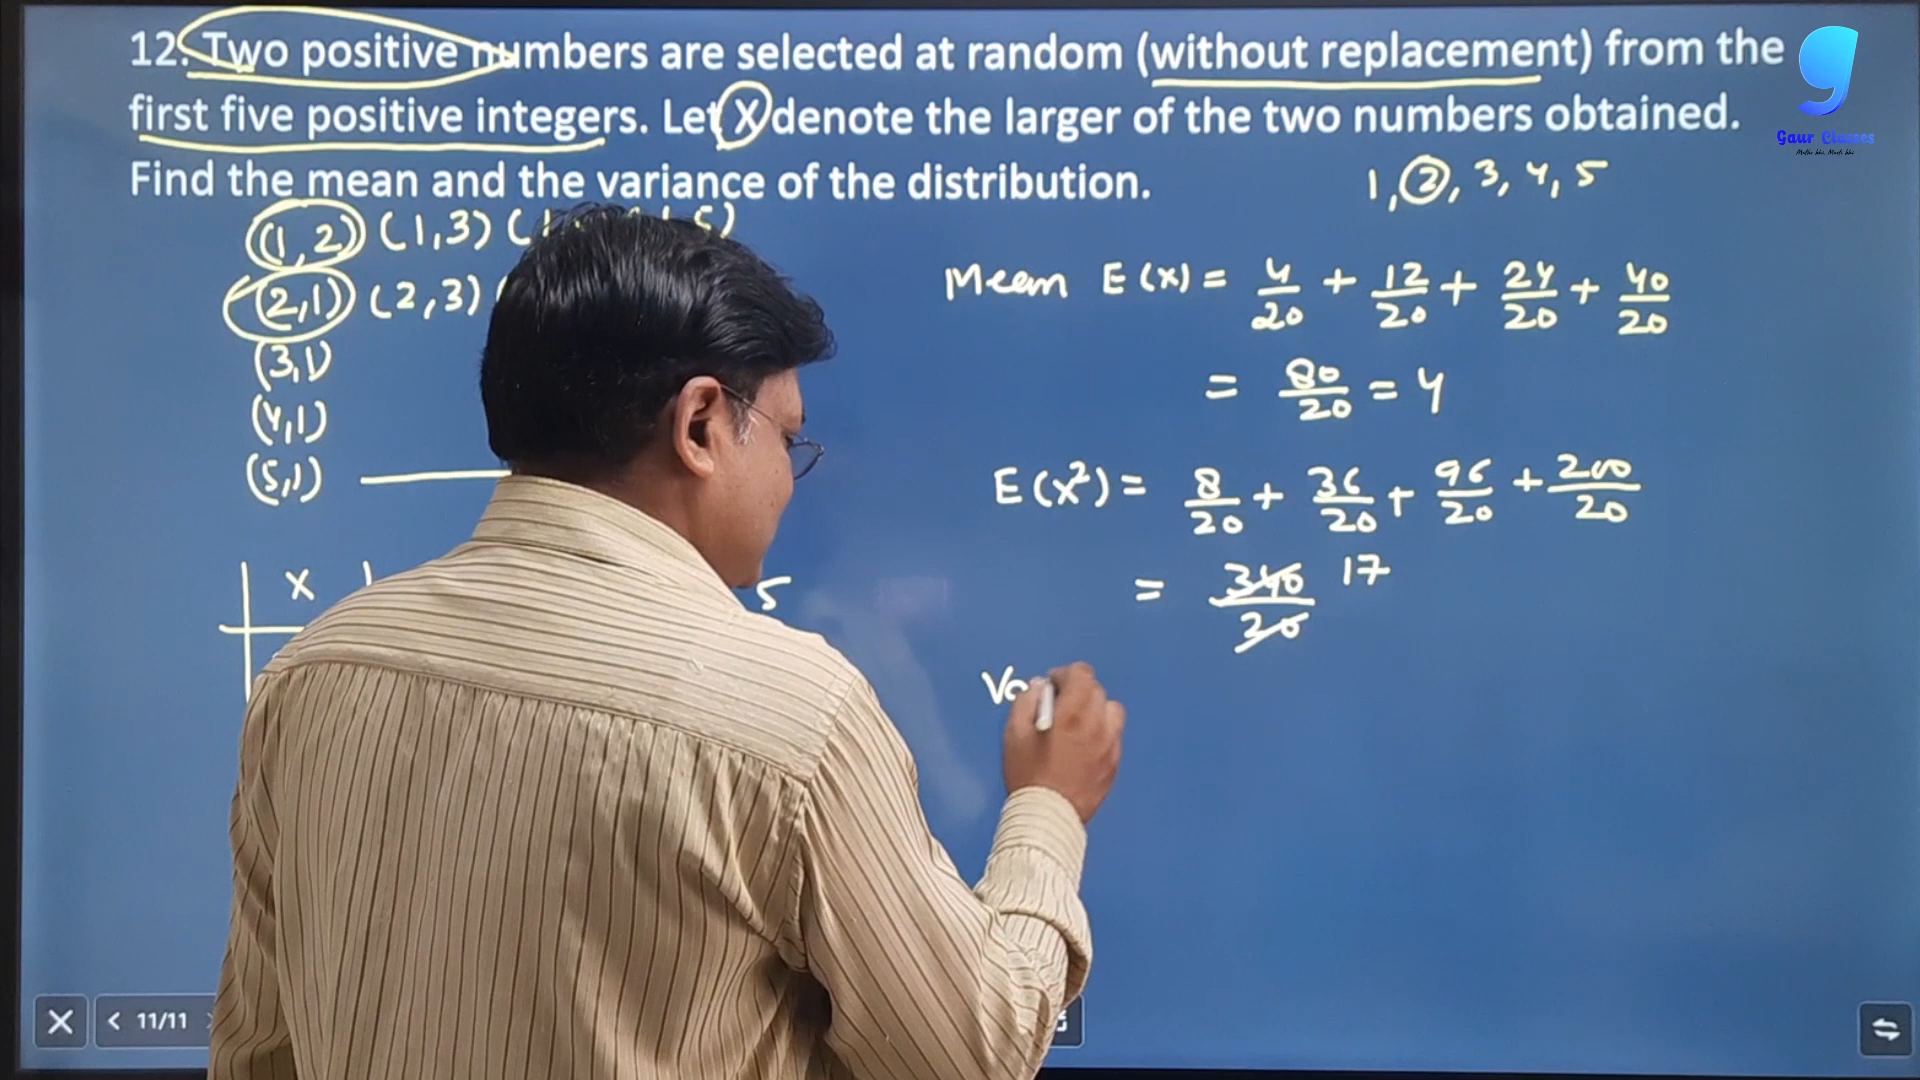 12. Two positive numbers are selected at random (without replacement) from the
first five positive integers. Let X denote the larger of the two numbers obtained.
Find the mean and the variance of the distribution.
Gaur Classes
1, 2, 3, 4, 5
(1,2) (1,3) ( 5)
(2,1) (2,3)
(3,1)
(4,1)
(5,1)
X 5
Mean E(X) = 4/20 + 12/20 + 24/20 + 40/20
= 80/20 = 4
E(X²) = 8/20 + 36/20 + 96/20 + 200/20
= 340/20 17
Va
11/11